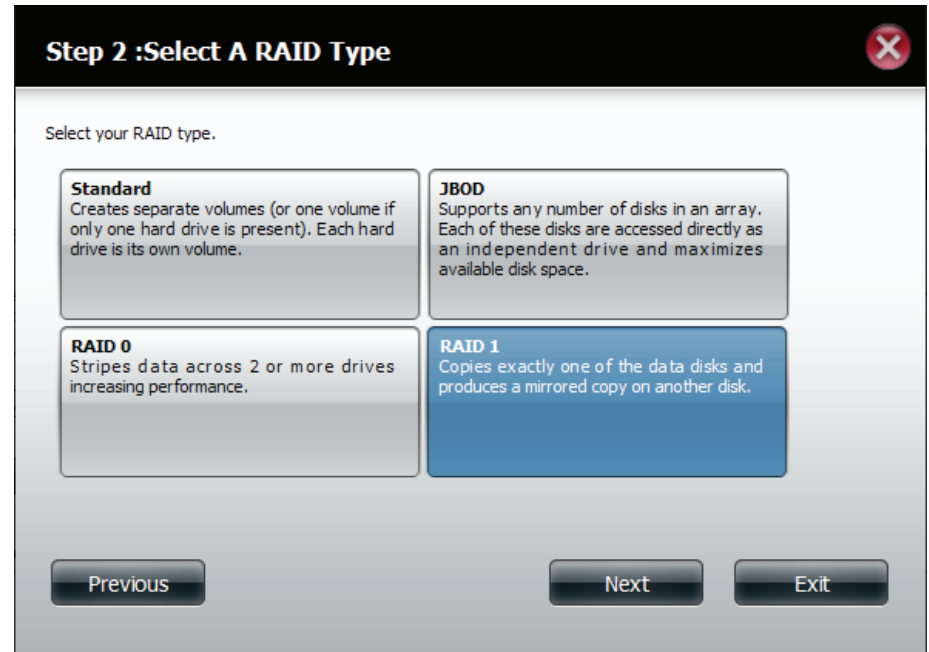 Step 2 :Select A RAID Type
Select your RAID type.
Standard
Creates separate volumes (or one volume if
only one hard drive is present). Each hard
drive is its own volume.
JBOD
Supports any number of disks in an array.
Each of these disks are accessed directly as
an independent drive and maximizes
available disk space.
RAID 0
Stripes data across 2 or more drives
increasing performance.
RAID 1
Copies exactly one of the data disks and
produces a mirrored copy on another disk.
Previous
Next
Exit